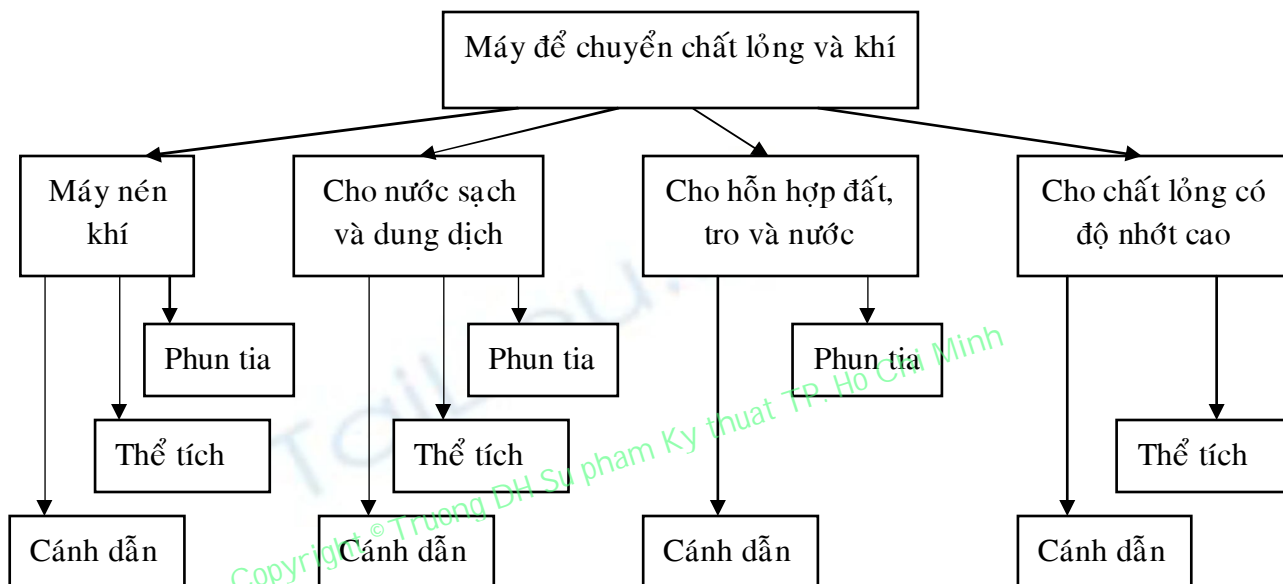 Máy để chuyển chất lỏng và khí
Máy nén
khí
Cho nước sạch
và dung dịch
Cho hỗn hợp đất,
tro và nước
Cho chất lỏng có
độ nhớt cao
Phun tia
Phun tia
Phun tia
Thể tích
Thể tích
Thể tích
Cánh dẫn
Cánh dẫn
Cánh dẫn
Cánh dẫn
Copyright © Truong DH Su pham Ky thuat TP. Ho Chi Minh